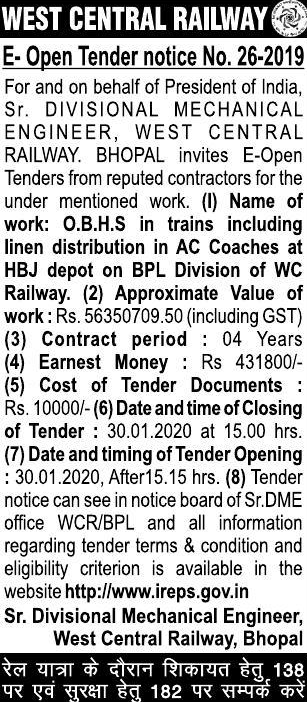 WEST CENTRAL RAILWAY
E- Open Tender notice No. 26-2019
For and on behalf of President of India,
Sr. DIVISIONAL MECHANICAL
ENGINEER, WEST CENTRAL
RAILWAY. BHOPAL invites E-Open
Tenders from reputed contractors for the
under mentioned work. (I) Name of
work: O.B.H.S in trains including
linen distribution in AC Coaches at
HBJ depot on BPL Division of WC
Railway. (2) Approximate Value of
work : Rs. 56350709.50 (including GST)
(3) Contract period : 04 Years
(4) Earnest Money : Rs 431800/-
(5) Cost of Tender Documents :
Rs. 10000/- (6) Date and time of Closing
of Tender : 30.01.2020 at 15.00 hrs.
(7) Date and timing of Tender Opening
: 30.01.2020, After15.15 hrs. (8) Tender
notice can see in notice board of Sr.DME
office WCR/BPL and all information
regarding tender terms & condition and
eligibility criterion is available in the
website http://www.ireps.gov.in
Sr. Divisional Mechanical Engineer,
West Central Railway, Bhopal
रेल यात्रा के दौरान शिकायत हेतु 138
पर एवं सुरक्षा हेतु 182 पर सम्पर्क करें